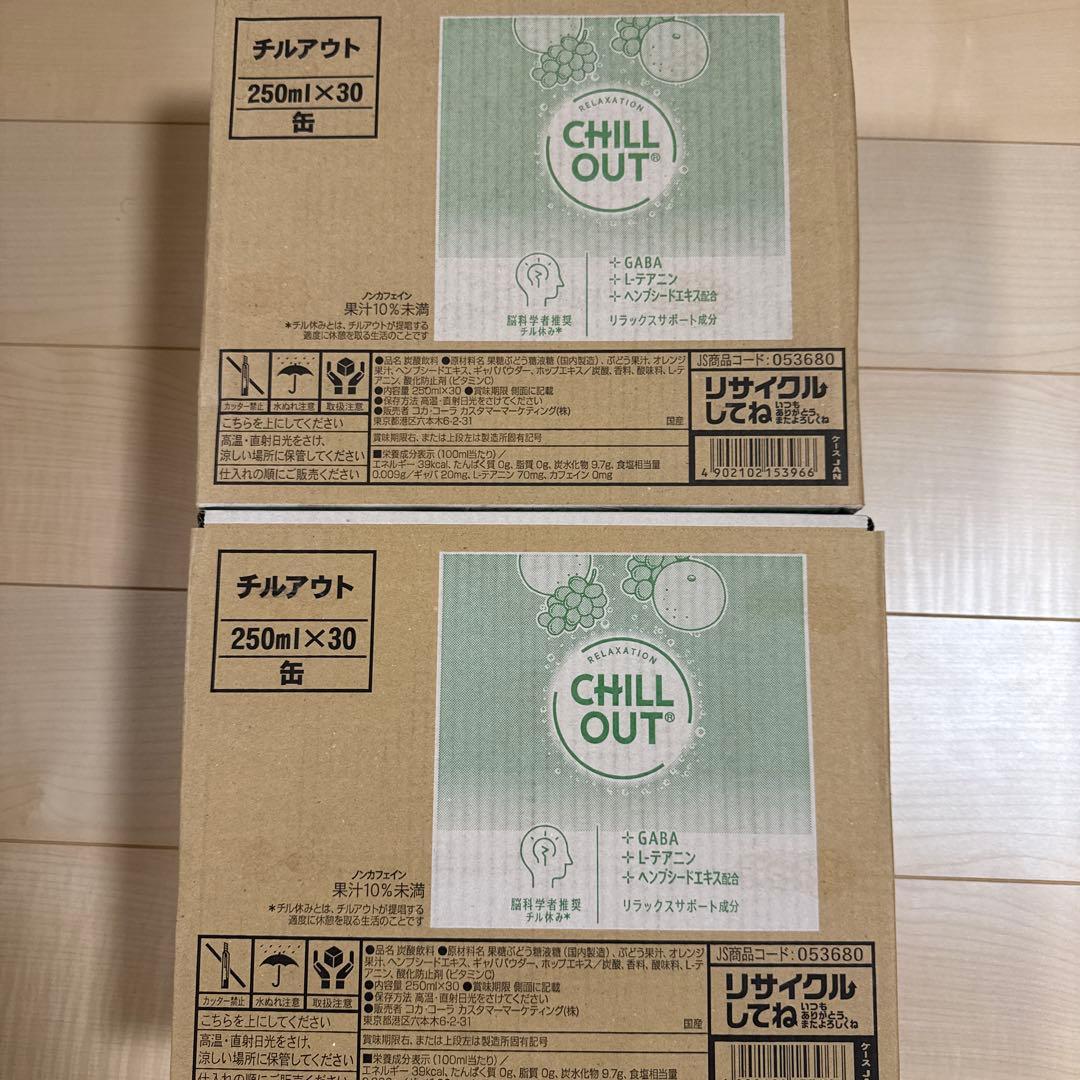 チルアウト
250ml×30
缶
RELAXATION
CHILL
OUT®
GABA
L-テアニン
ヘンプシードエキス配合
リラックスサポート成分
脳科学者推奨
チル休み*
ノンカフェイン
果汁10%未満
*チル休みとは、チルアウトが提唱する
適度に休憩を取る生活のことです
カッター禁止 水ぬれ注意 取扱注意
こちらを上にしてください
高温・直射日光をさけ、
涼しい場所に保管してください
仕入れの順にご販売ください
●品名 炭酸飲料 ●原材料名 果糖ぶどう糖液糖(国内製造)、ぶどう果汁、オレンジ
果汁、ヘンプシードエキス、ギャバパウダー、ホップエキス/炭酸、香料、酸味料、L-テ
アニン、酸化防止剤(ビタミンC)
●内容量 250ml×30 ●賞味期限 側面に記載
●保存方法 高温・直射日光をさけてください
●販売者 コカ・コーラ カスタマーマーケティング(株)
東京都港区六本木6-2-31 国産
賞味期限右、または上段左は製造所固有記号
■栄養成分表示(100ml当たり)/
エネルギー 39kcal、たんぱく質 0g、脂質 0g、炭水化物 9.7g、食塩相当量
0.009g/ギャバ 20mg、L-テアニン 70mg、カフェイン 0mg
JS商品コード:053680
リサイクル
してね いつも
ありがとう、
またよろしくね
4902102153966
ケース JAN
チルアウト
250ml×30
缶
RELAXATION
CHILL
OUT®
GABA
L-テアニン
ヘンプシードエキス配合
リラックスサポート成分
脳科学者推奨
チル休み*
ノンカフェイン
果汁10%未満
*チル休みとは、チルアウトが提唱する
適度に休憩を取る生活のことです
カッター禁止 水ぬれ注意 取扱注意
こちらを上にしてください
高温・直射日光をさけ、
涼しい場所に保管してください
仕入れの順にご販売ください
●品名 炭酸飲料 ●原材料名 果糖ぶどう糖液糖(国内製造)、ぶどう果汁、オレンジ
果汁、ヘンプシードエキス、ギャバパウダー、ホップエキス/炭酸、香料、酸味料、L-テ
アニン、酸化防止剤(ビタミンC)
●内容量 250ml×30 ●賞味期限 側面に記載
●保存方法 高温・直射日光をさけてください
●販売者 コカ・コーラ カスタマーマーケティング(株)
東京都港区六本木6-2-31 国産
賞味期限右、または上段左は製造所固有記号
■栄養成分表示(100ml当たり)/
エネルギー 39kcal、たんぱく質 0g、脂質 0g、炭水化物 9.7g、食塩相当量
JS商品コード:053680
リサイクル
してね いつも
ありがとう、
またよろしくね
ケース